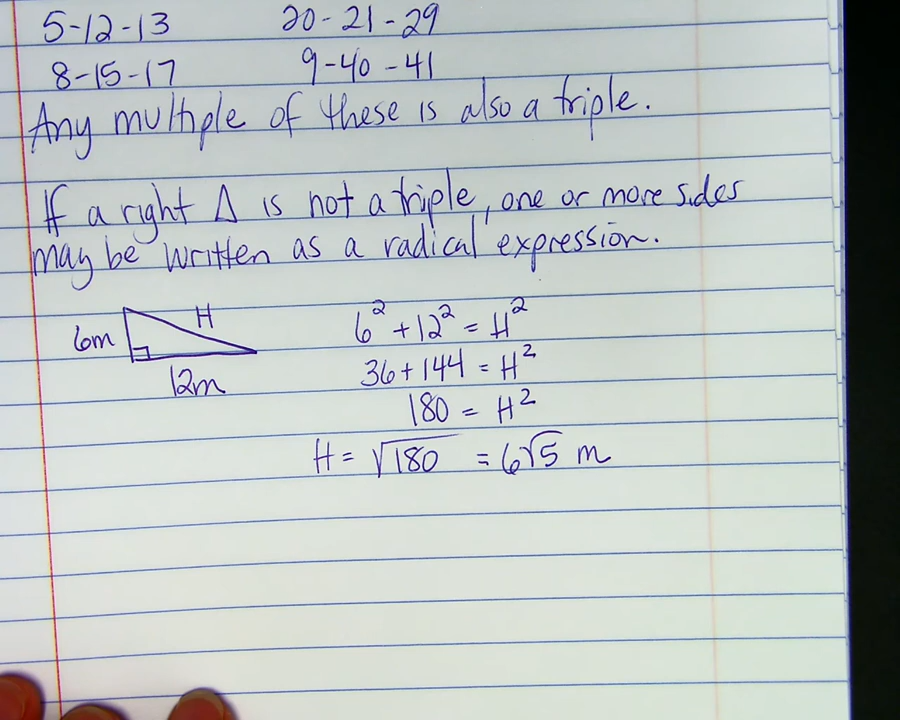 5-12-13 20-21-29
8-15-17 9-40-41
Any multiple of these is also a triple.
If a right Δ is not a triple, one or more sides
may be written as a radical expression.
6m H 6² + 12² = H²
12m 36 + 144 = H²
180 = H²
H = √180 = 6√5 m